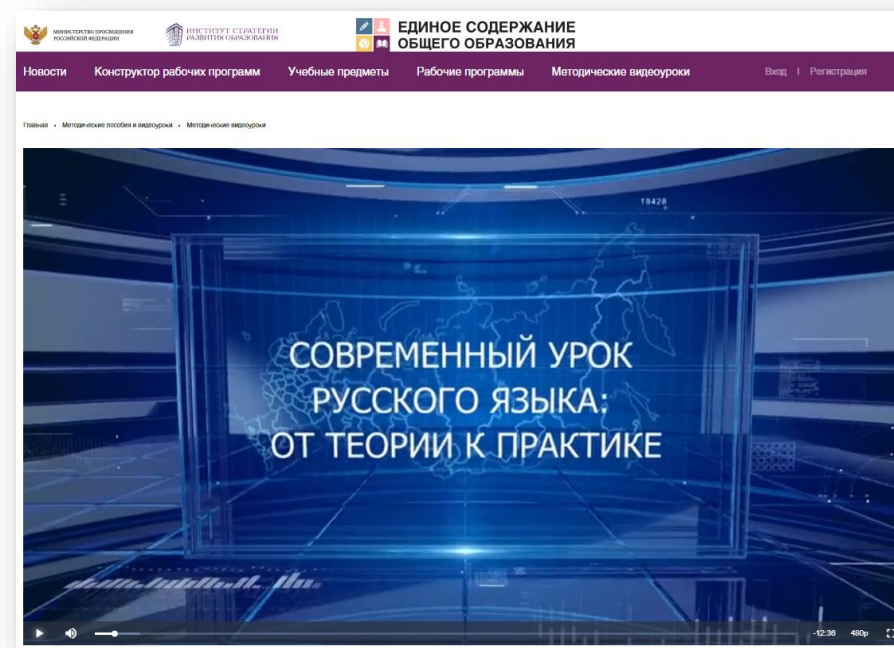 МИНИСТЕРСТВО ПРОСВЕЩЕНИЯ
РОССИЙСКОЙ ФЕДЕРАЦИИ
ИНСТИТУТ СТРАТЕГИИ
РАЗВИТИЯ ОБРАЗОВАНИЯ
ЕДИНОЕ СОДЕРЖАНИЕ
ОБЩЕГО ОБРАЗОВАНИЯ
Новости Конструктор рабочих программ Учебные предметы Рабочие программы Методические видеоуроки Вход | Регистрация
Главная • Методические пособия и видеоуроки • Методические видеоуроки
19428
СОВРЕМЕННЫЙ УРОК
РУССКОГО ЯЗЫКА:
ОТ ТЕОРИИ К ПРАКТИКЕ
-12:36 480p